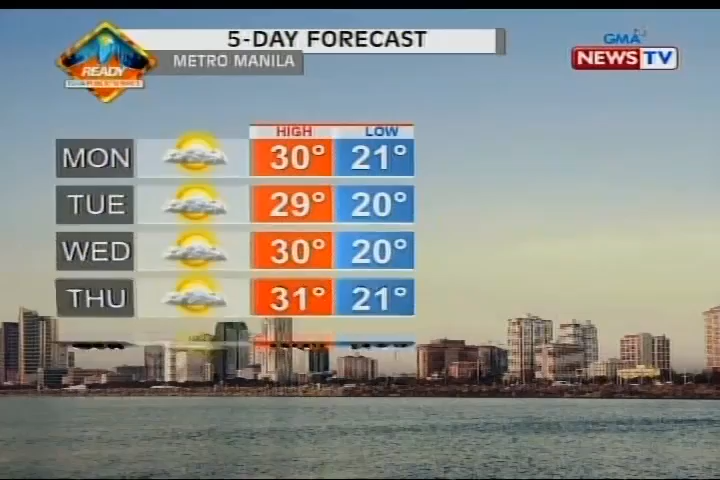 5-DAY FORECAST
METRO MANILA
READY
GMA
NEWS TV
HIGH LOW
MON 30° 21°
TUE 29° 20°
WED 30° 20°
THU 31° 21°